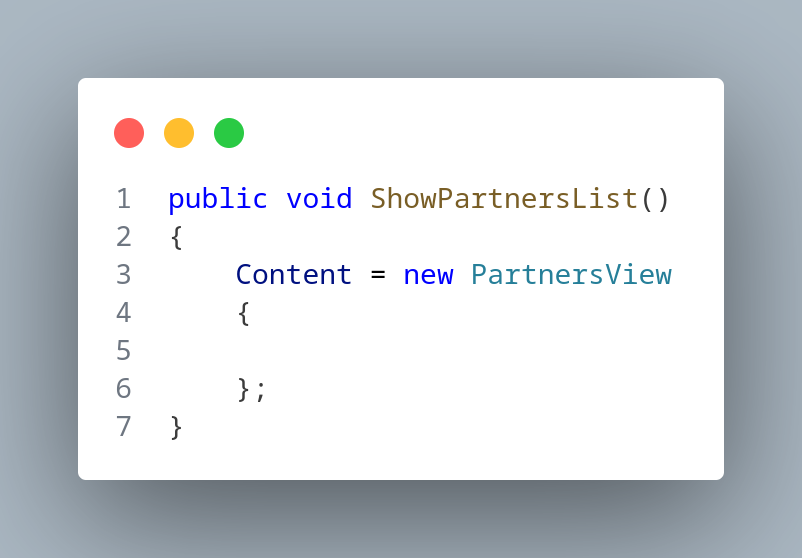 1 public void ShowPartnersList()
2 {
3     Content = new PartnersView
4     {
5
6     };
7 }